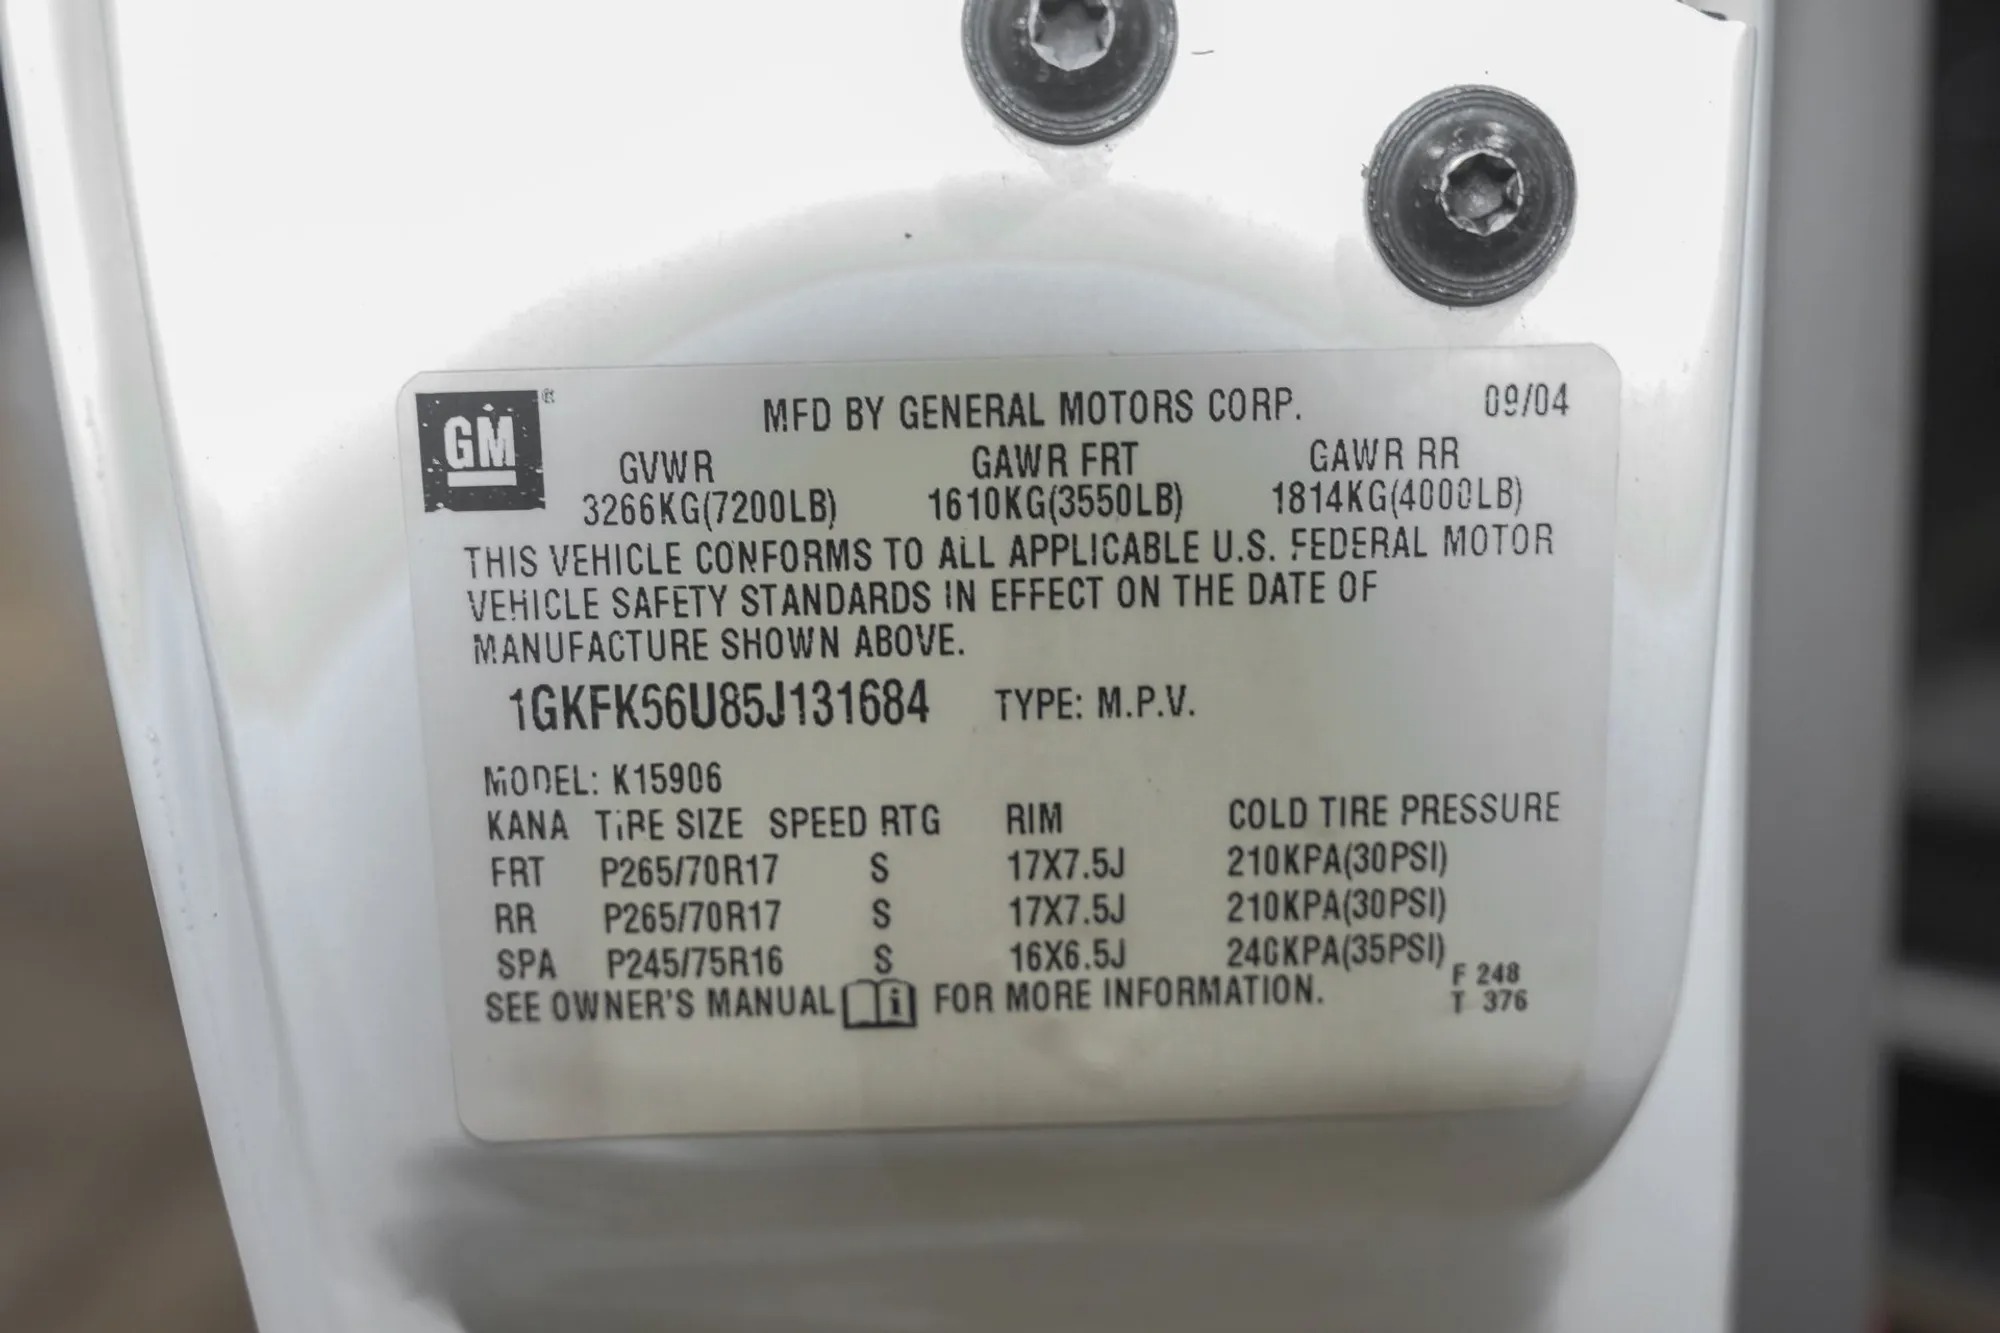 GM®
MFD BY GENERAL MOTORS CORP. 09/04
GVWR GAWR FRT GAWR RR
3266KG(7200LB) 1610KG(3550LB) 1814KG(4000LB)
THIS VEHICLE CONFORMS TO ALL APPLICABLE U.S. FEDERAL MOTOR
VEHICLE SAFETY STANDARDS IN EFFECT ON THE DATE OF
MANUFACTURE SHOWN ABOVE.
1GKFK56U85J131684 TYPE: M.P.V.
MODEL: K15906
KANA TIRE SIZE SPEED RTG RIM COLD TIRE PRESSURE
FRT P265/70R17 S 17X7.5J 210KPA(30PSI)
RR P265/70R17 S 17X7.5J 210KPA(30PSI)
SPA P245/75R16 S 16X6.5J 240KPA(35PSI)
SEE OWNER'S MANUAL i FOR MORE INFORMATION.
F 248
T 376